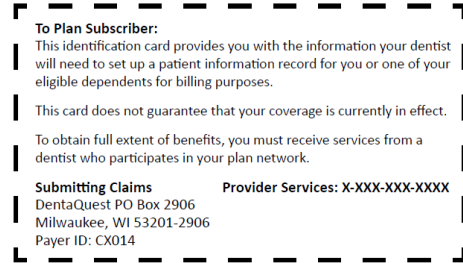 To Plan Subscriber:
This identification card provides you with the information your dentist
will need to set up a patient information record for you or one of your
eligible dependents for billing purposes.
This card does not guarantee that your coverage is currently in effect.
To obtain full extent of benefits, you must receive services from a
dentist who participates in your plan network.
Submitting Claims Provider Services: X-XXX-XXX-XXXX
DentaQuest PO Box 2906
Milwaukee, WI 53201-2906
Payer ID: CX014